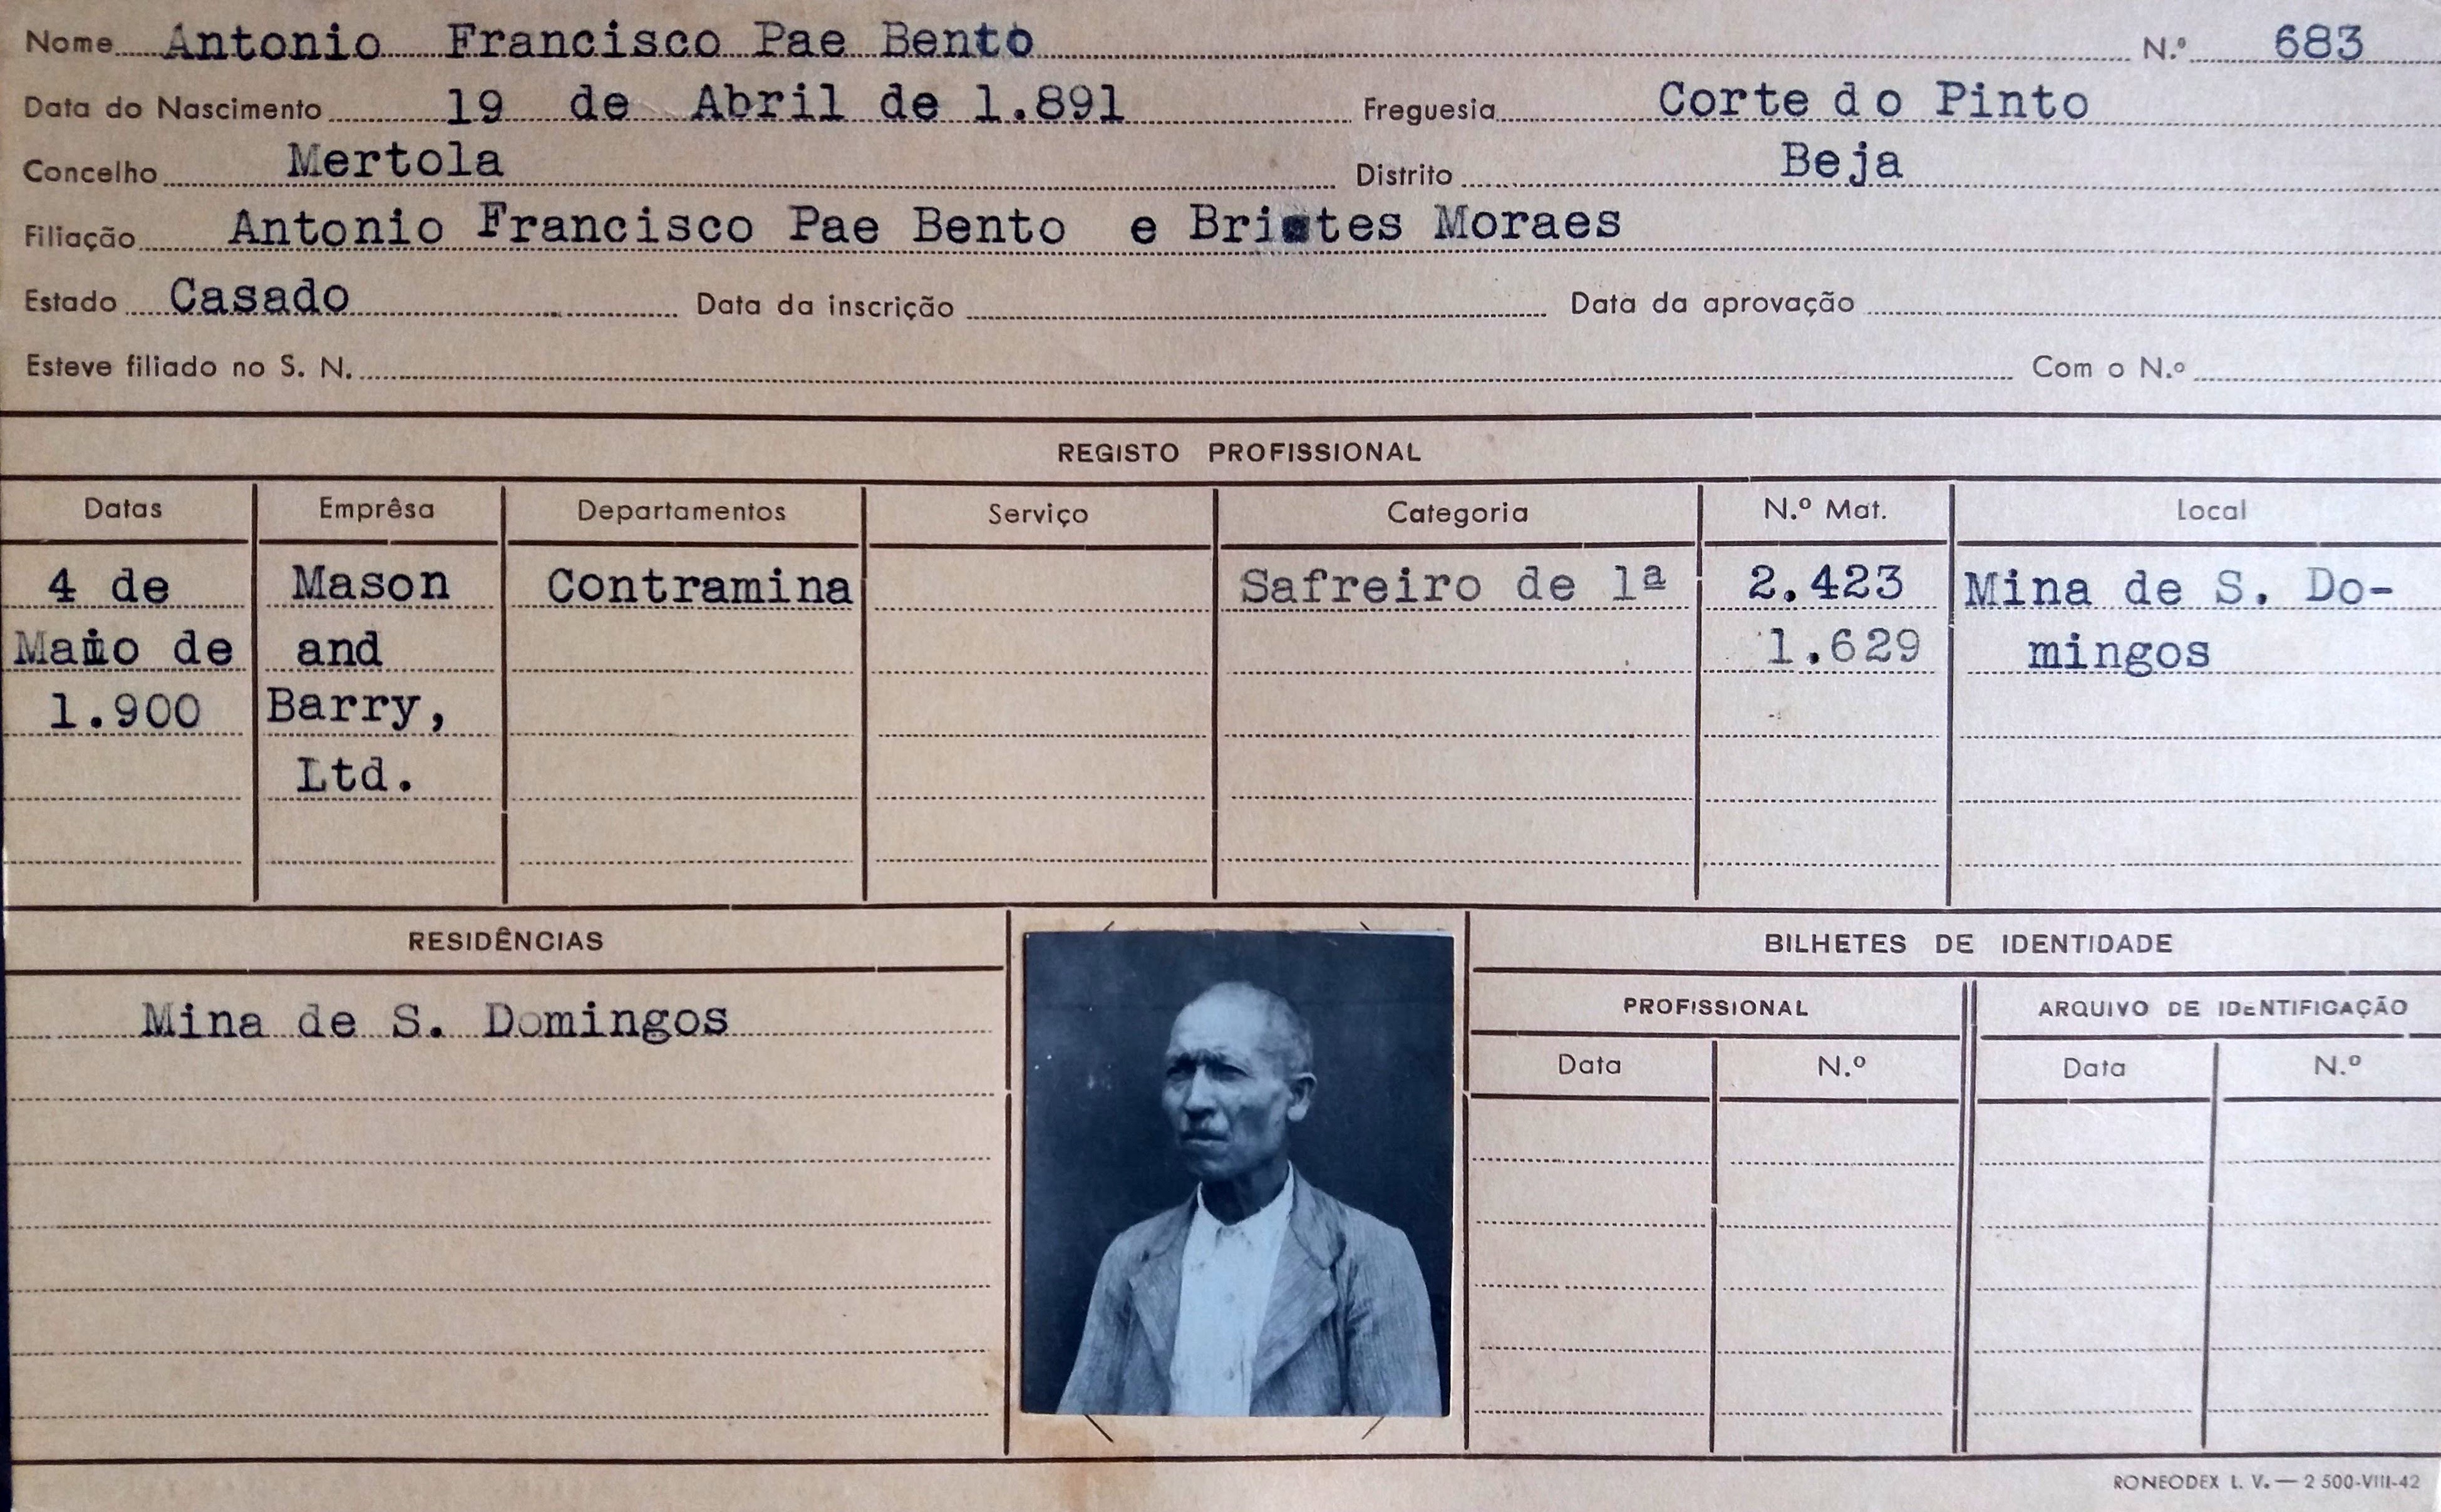 Nome Antonio Francisco Pae Bento N.º 683
Data do Nascimento 19 de Abril de 1.891 Freguesia Corte do Pinto
Concelho Mertola Distrito Beja
Filiação Antonio Francisco Pae Bento e Moraes
Estado Casado Data da inscrição Data da aprovação
Esteve filiado no S. N. Com o N.º
REGISTO PROFISSIONAL
Datas Emprêsa Departamentos Serviço Categoria N.º Mat. Local
4 de Mason Contramina Safreiro de 1ª 2.423 Mina de S. Do-
Maio de and 1.629 mingos
1.900 Barry,
Ltd.
RESIDÊNCIAS BILHETES DE IDENTIDADE
PROFISSIONAL ARQUIVO DE IDENTIFICAÇÃO
Mina de S. Domingos
Data N.º Data N.º
RONEODEX L. V. — 2 500-VIII-42